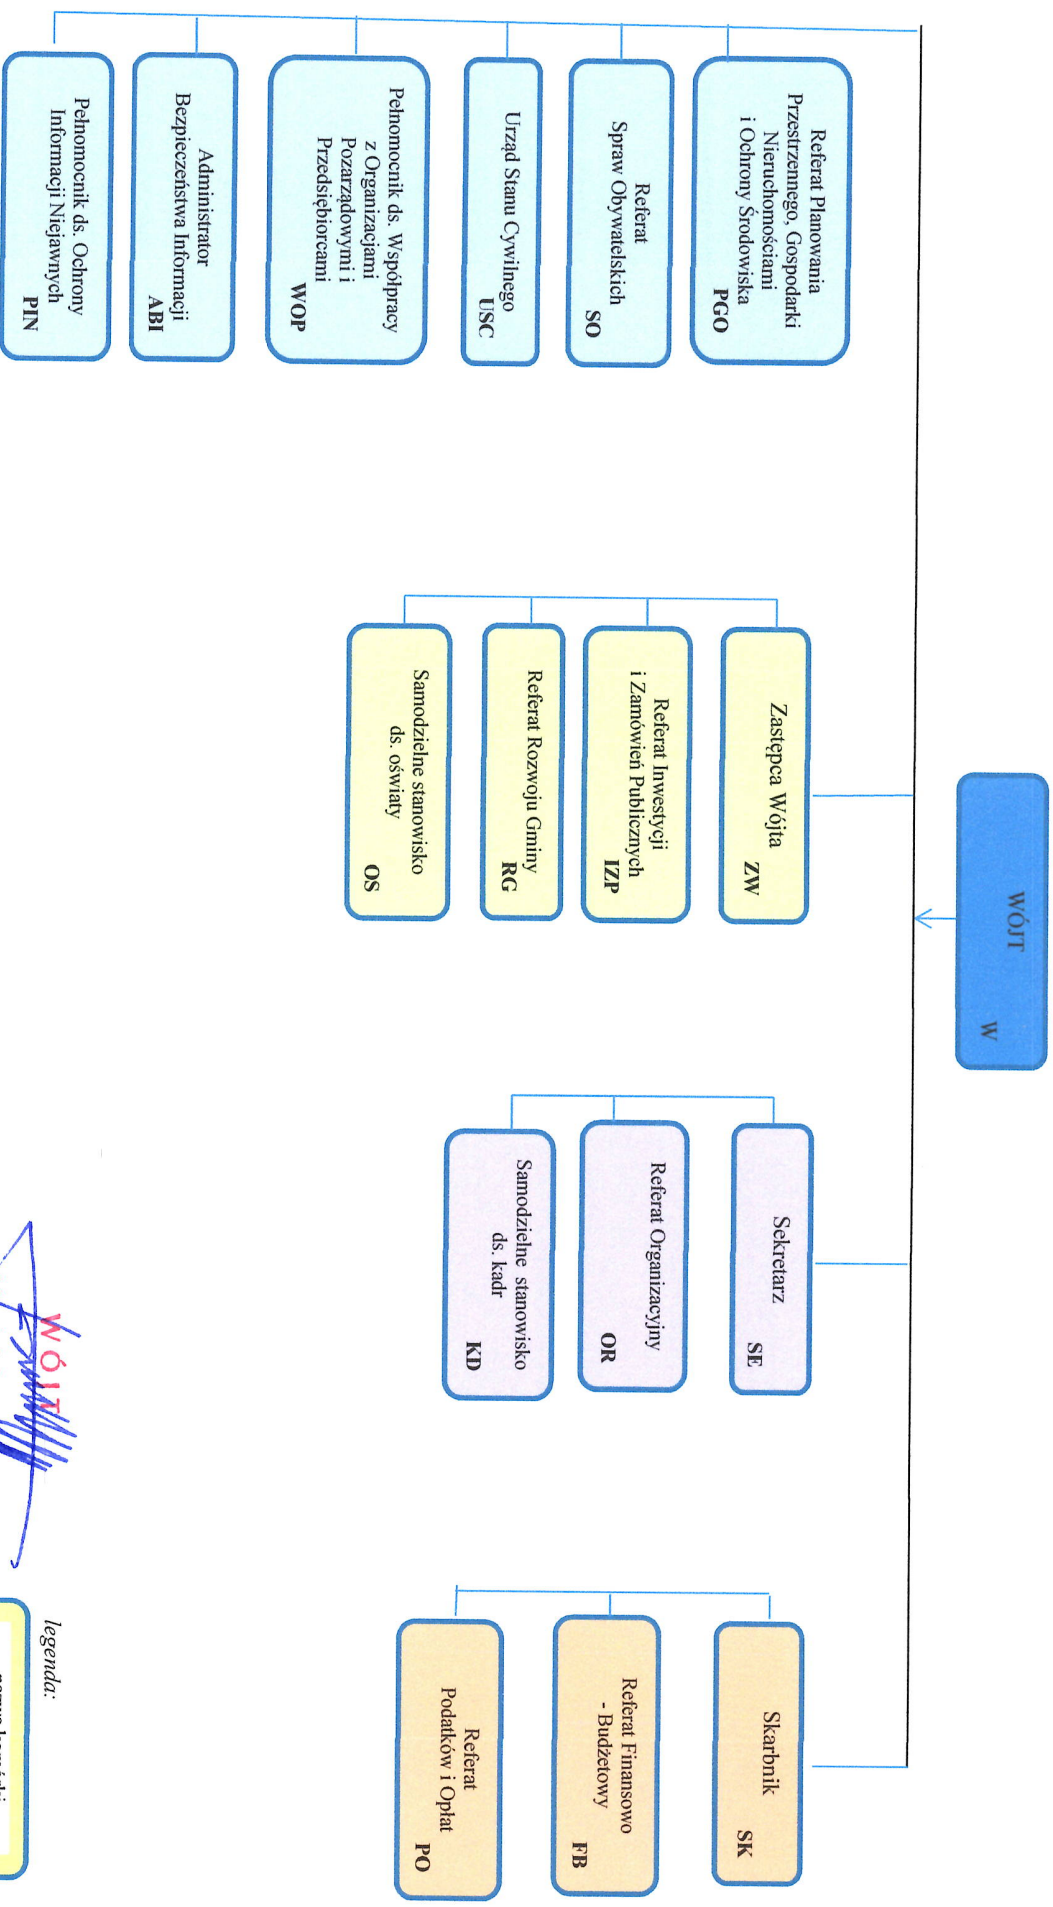 WÓJT
W
Referat Planowania
Przestrzennego, Gospodarki
Nieruchomościami
i Ochrony Środowiska
PGO
Referat
Spraw Obywatelskich
SO
Urząd Stanu Cywilnego
USC
Pełnomocnik ds. Współpracy
z Organizacjami
Pozarządowymi i
Przedsiębiorcami
WOP
Administrator
Bezpieczeństwa Informacji
ABI
Pełnomocnik ds. Ochrony
Informacji Niejawnych
PIN
Zastępca Wójta
ZW
Referat Inwestycji
i Zamówień Publicznych
IZP
Referat Rozwoju Gminy
RG
Samodzielne stanowisko
ds. oświaty
OS
Sekretarz
SE
Referat Organizacyjny
OR
Samodzielne stanowisko
ds. kadr
KD
Skarbnik
SK
Referat Finansowo
- Budżetowy
FB
Referat
Podatków i Opłat
PO
WÓJT
legenda: